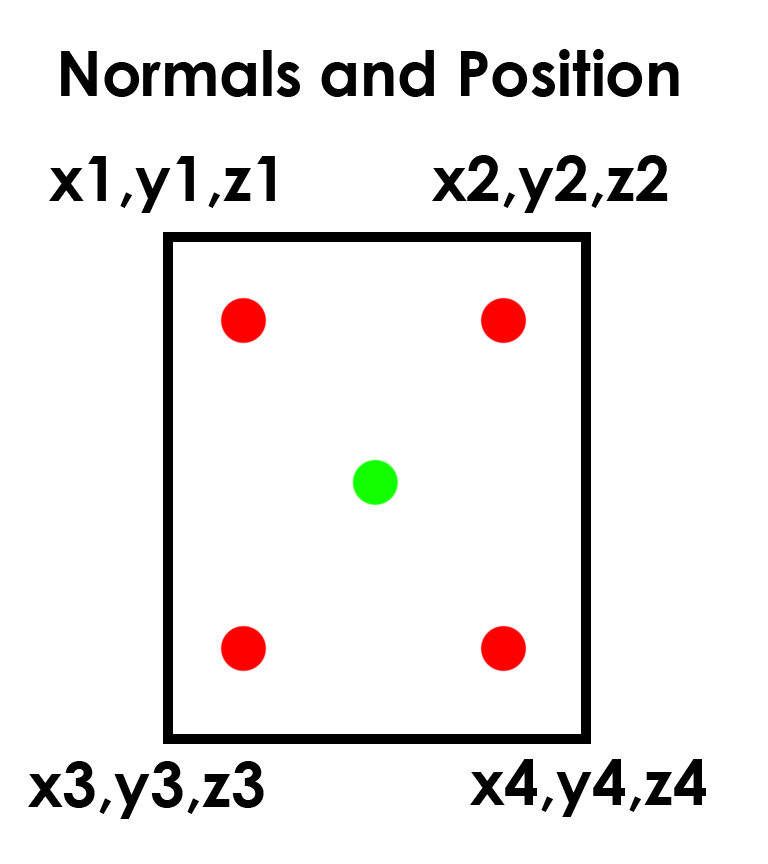 Normals and Position
x1,y1,z1
x2,y2,z2
x3,y3,z3
x4,y4,z4